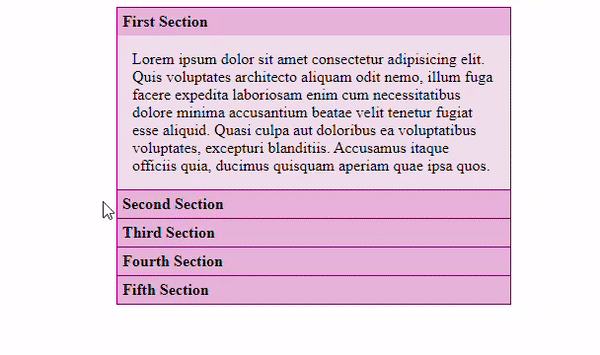 First Section
Lorem ipsum dolor sit amet consectetur adipisicing elit.
Quis voluptates architecto aliquam odit nemo, illum fuga
facere expedita laboriosam enim cum necessitatibus
dolore minima accusantium beatae velit tenetur fugiat
esse aliquid. Quasi culpa aut doloribus ea voluptatibus
voluptates, excepturi blanditiis. Accusamus itaque
officiis quia, ducimus quisquam aperiam quae ipsa quos.
Second Section
Third Section
Fourth Section
Fifth Section